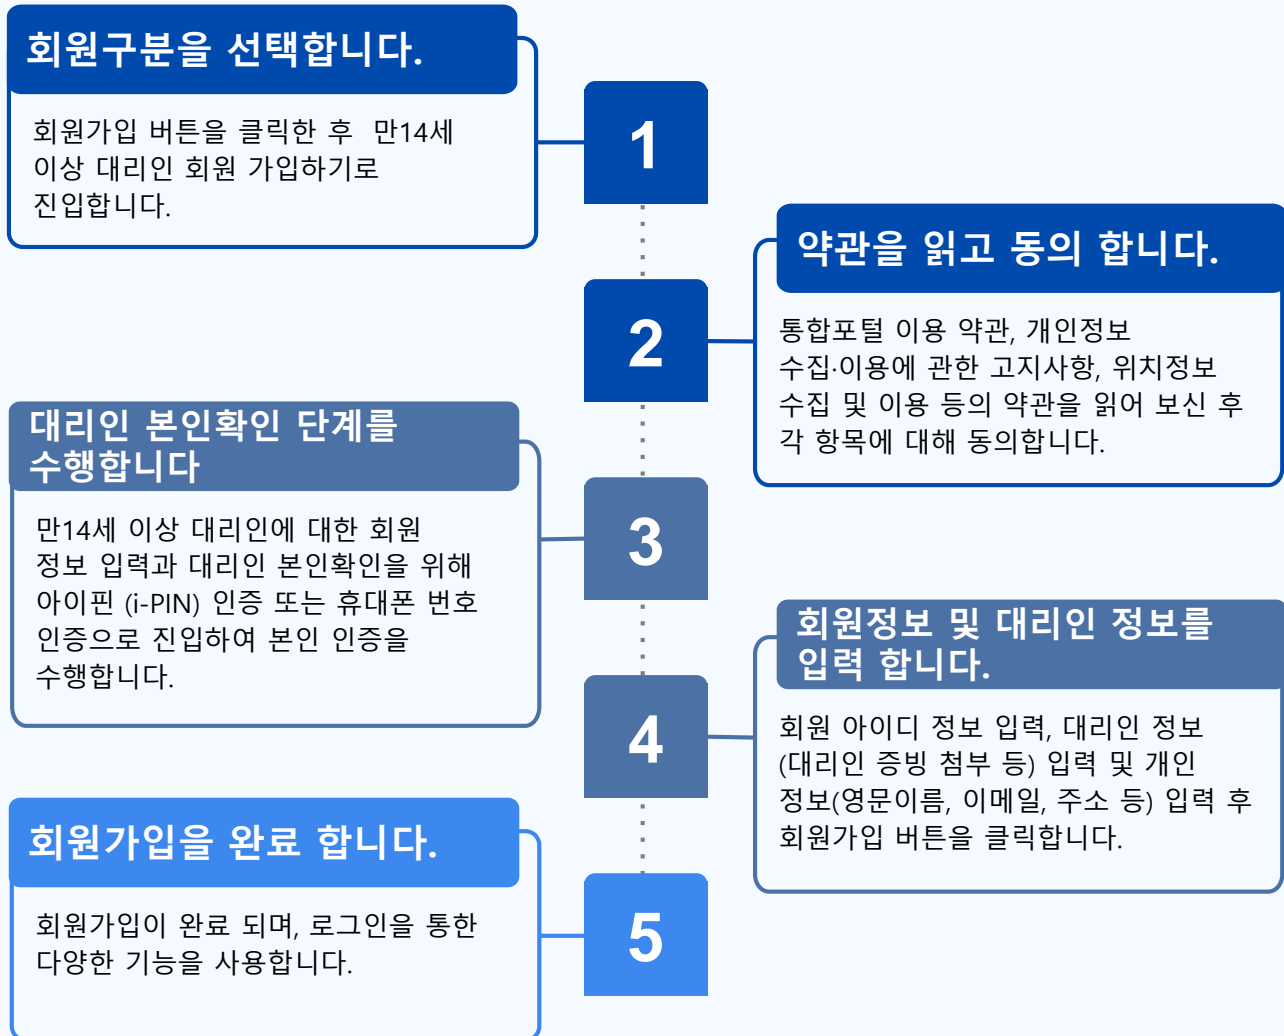 회원구분을 선택합니다.
회원가입 버튼을 클릭한 후 만14세
이상 대리인 회원 가입하기로
진입합니다.
1
약관을 읽고 동의 합니다.
통합포털 이용 약관, 개인정보
수집·이용에 관한 고지사항, 위치정보
수집 및 이용 등의 약관을 읽어 보신 후
각 항목에 대해 동의합니다.
2
대리인 본인확인 단계를
수행합니다
만14세 이상 대리인에 대한 회원
정보 입력과 대리인 본인확인을 위해
아이핀 (i-PIN) 인증 또는 휴대폰 번호
인증으로 진입하여 본인 인증을
수행합니다.
3
회원정보 및 대리인 정보를
입력 합니다.
회원 아이디 정보 입력, 대리인 정보
(대리인 증빙 첨부 등) 입력 및 개인
정보(영문이름, 이메일, 주소 등) 입력 후
회원가입 버튼을 클릭합니다.
4
회원가입을 완료 합니다.
회원가입이 완료 되며, 로그인을 통한
다양한 기능을 사용합니다.
5